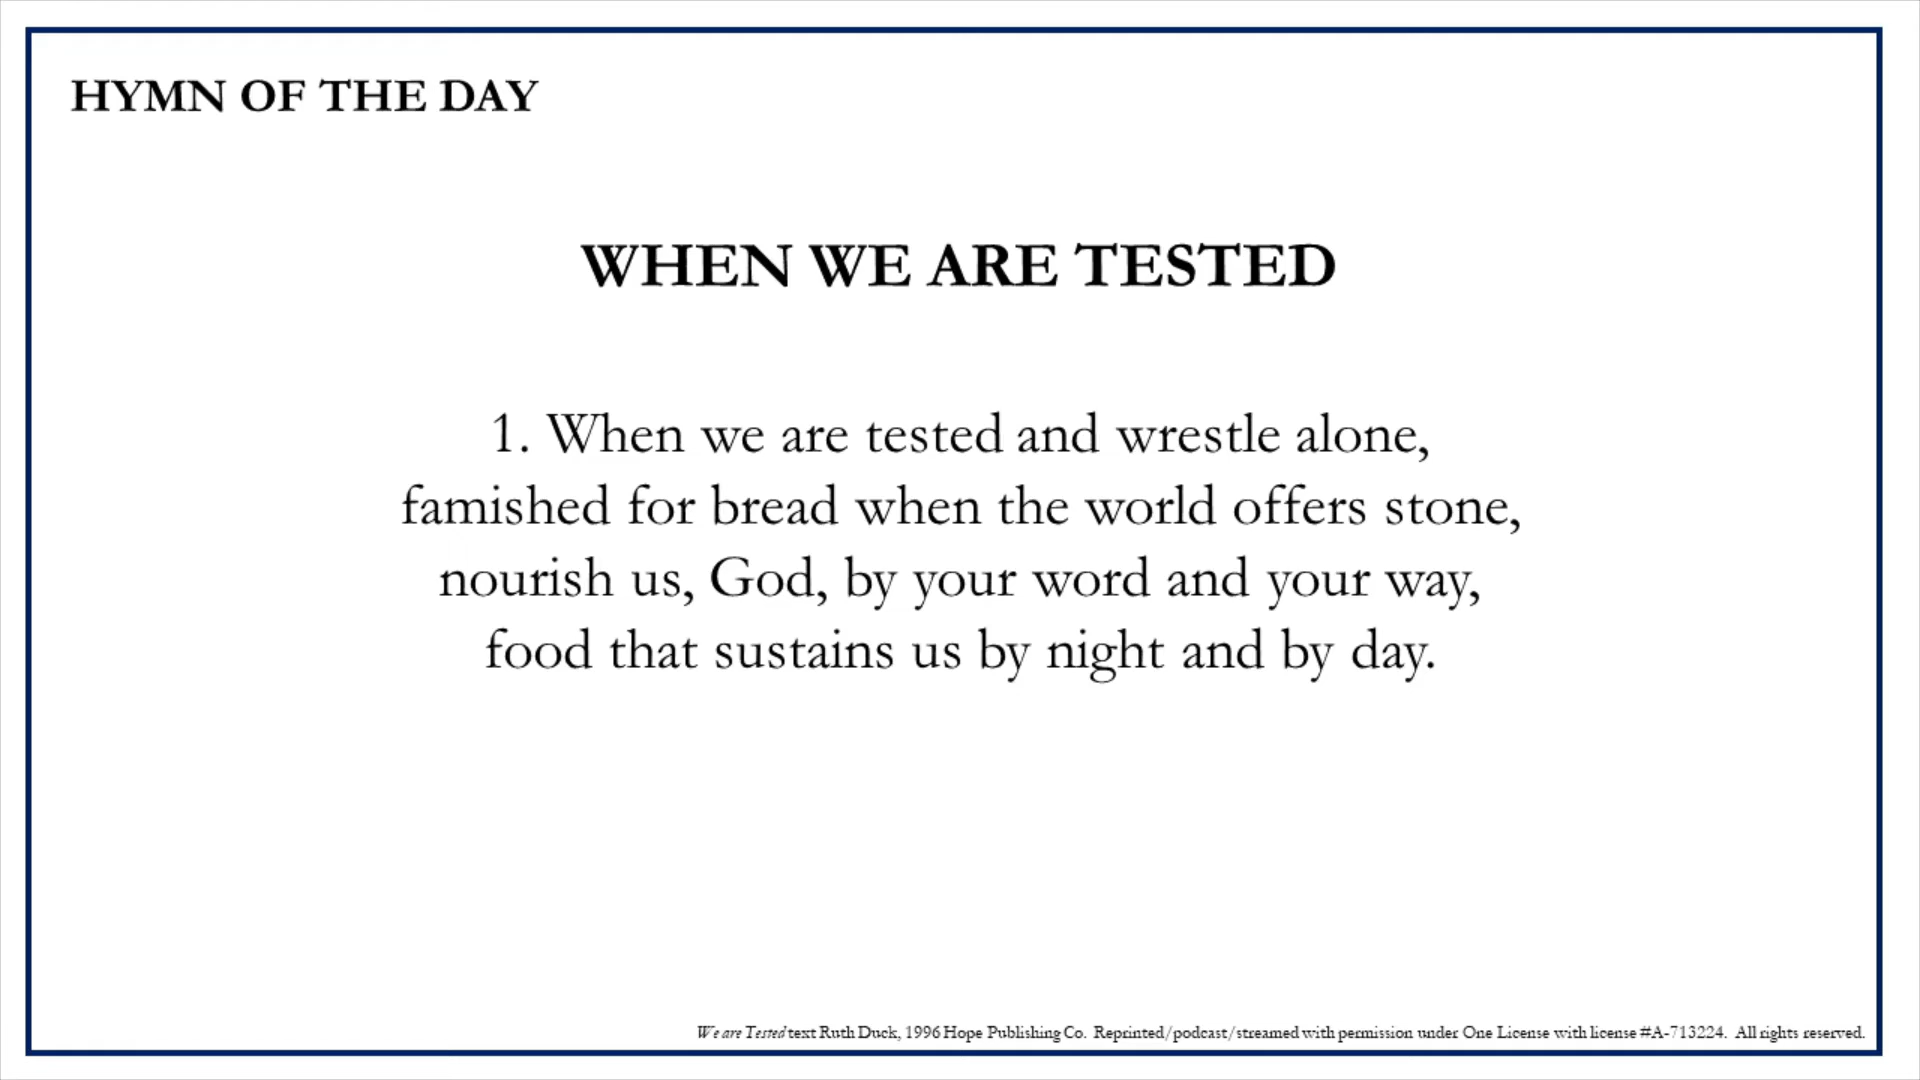 HYMN OF THE DAY
WHEN WE ARE TESTED
1. When we are tested and wrestle alone,
famished for bread when the world offers stone,
nourish us, God, by your word and your way,
food that sustains us by night and by day.
We are Tested text Ruth Duck, 1996 Hope Publishing Co. Reprinted/podcast/streamed with permission under One License with license #A-713224. All rights reserved.